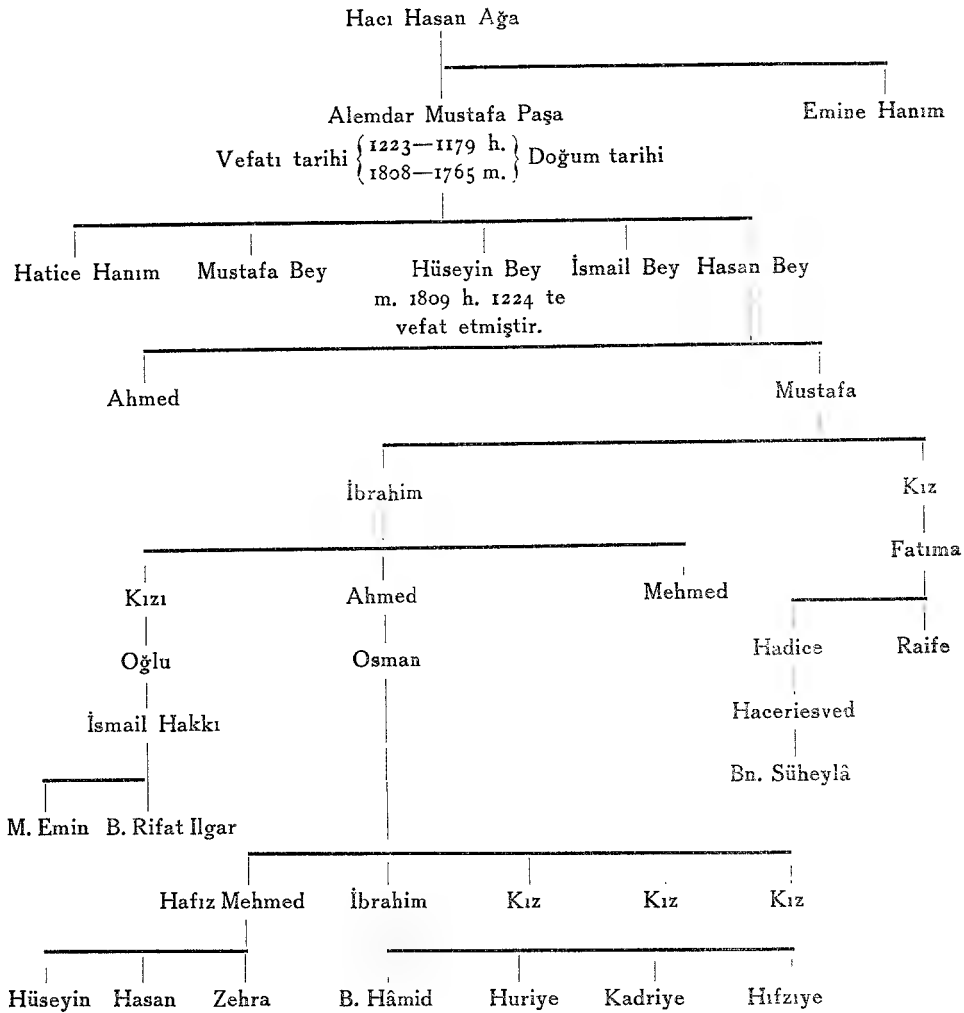 Hacı Hasan Ağa
Emine Hanım
Alemdar Mustafa Paşa
Vefatı tarihi { 1223—1179 h. } Doğum tarihi
1808—1765 m.
Hatice Hanım Mustafa Bey Hüseyin Bey İsmail Bey Hasan Bey
m. 1809 h. 1224 te
vefat etmiştir.
Ahmed Mustafa
İbrahim Kız
Fatıma
Kızı Ahmed Mehmed
Hadice Raife
Oğlu Osman
İsmail Hakkı Haceriesved
Bn. Süheylâ
M. Emin B. Rifat Ilgar
Hafız Mehmed İbrahim Kız Kız Kız
Hüseyin Hasan Zehra B. Hâmid Huriye Kadriye Hıfzıye